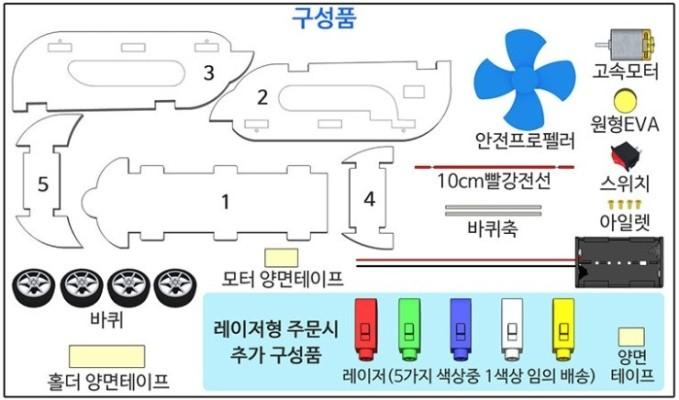 구성품
3
고속모터
2
안전프로펠러
원형EVA
5
1
4
10cm빨강전선
스위치
바퀴축
아일렛
모터 양면테이프
바퀴
레이저형 주문시
추가 구성품
홀더 양면테이프
레이저(5가지 색상중 1색상 임의 배송)
양면
테이프